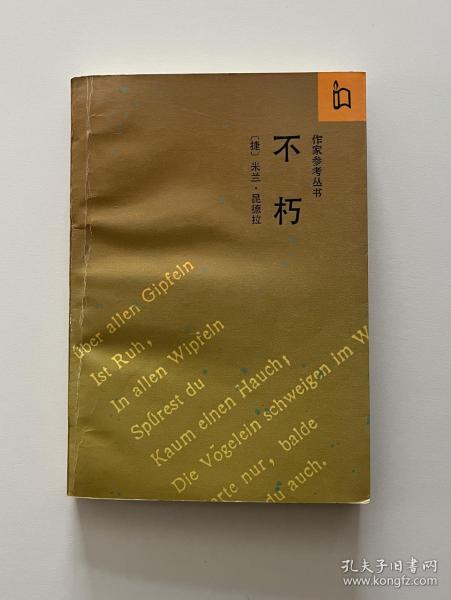 作家参考丛书
不朽
〔捷〕米兰·昆德拉
über allen Gipfeln
Ist Ruh,
In allen Wipfeln
Spürest du
Kaum einen Hauch;
Die Vögelein schweigen im W
arte nur, balde
du auch.
孔夫子旧书网
www.kongfz.com